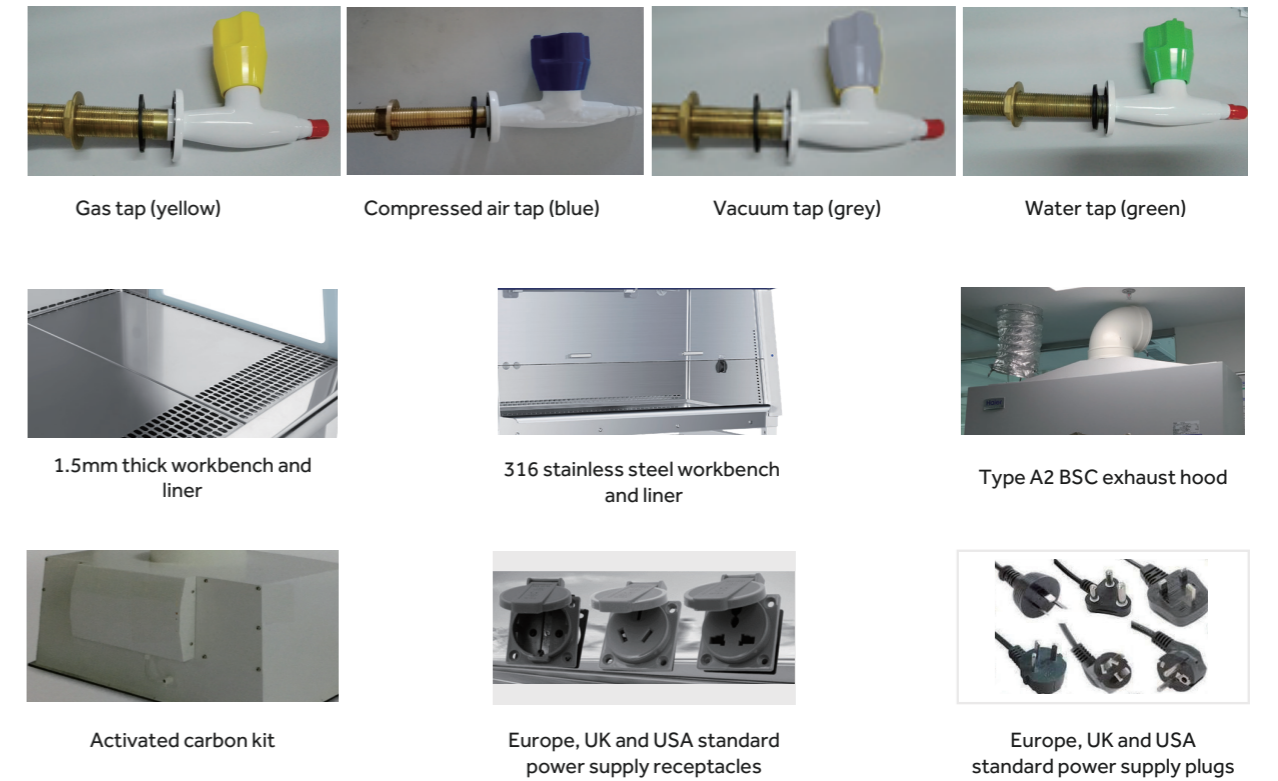 Gas tap (yellow)
Compressed air tap (blue)
Vacuum tap (grey)
Water tap (green)
1.5mm thick workbench and
liner
316 stainless steel workbench
and liner
Type A2 BSC exhaust hood
Activated carbon kit
Europe, UK and USA standard
power supply receptacles
Europe, UK and USA
standard power supply plugs